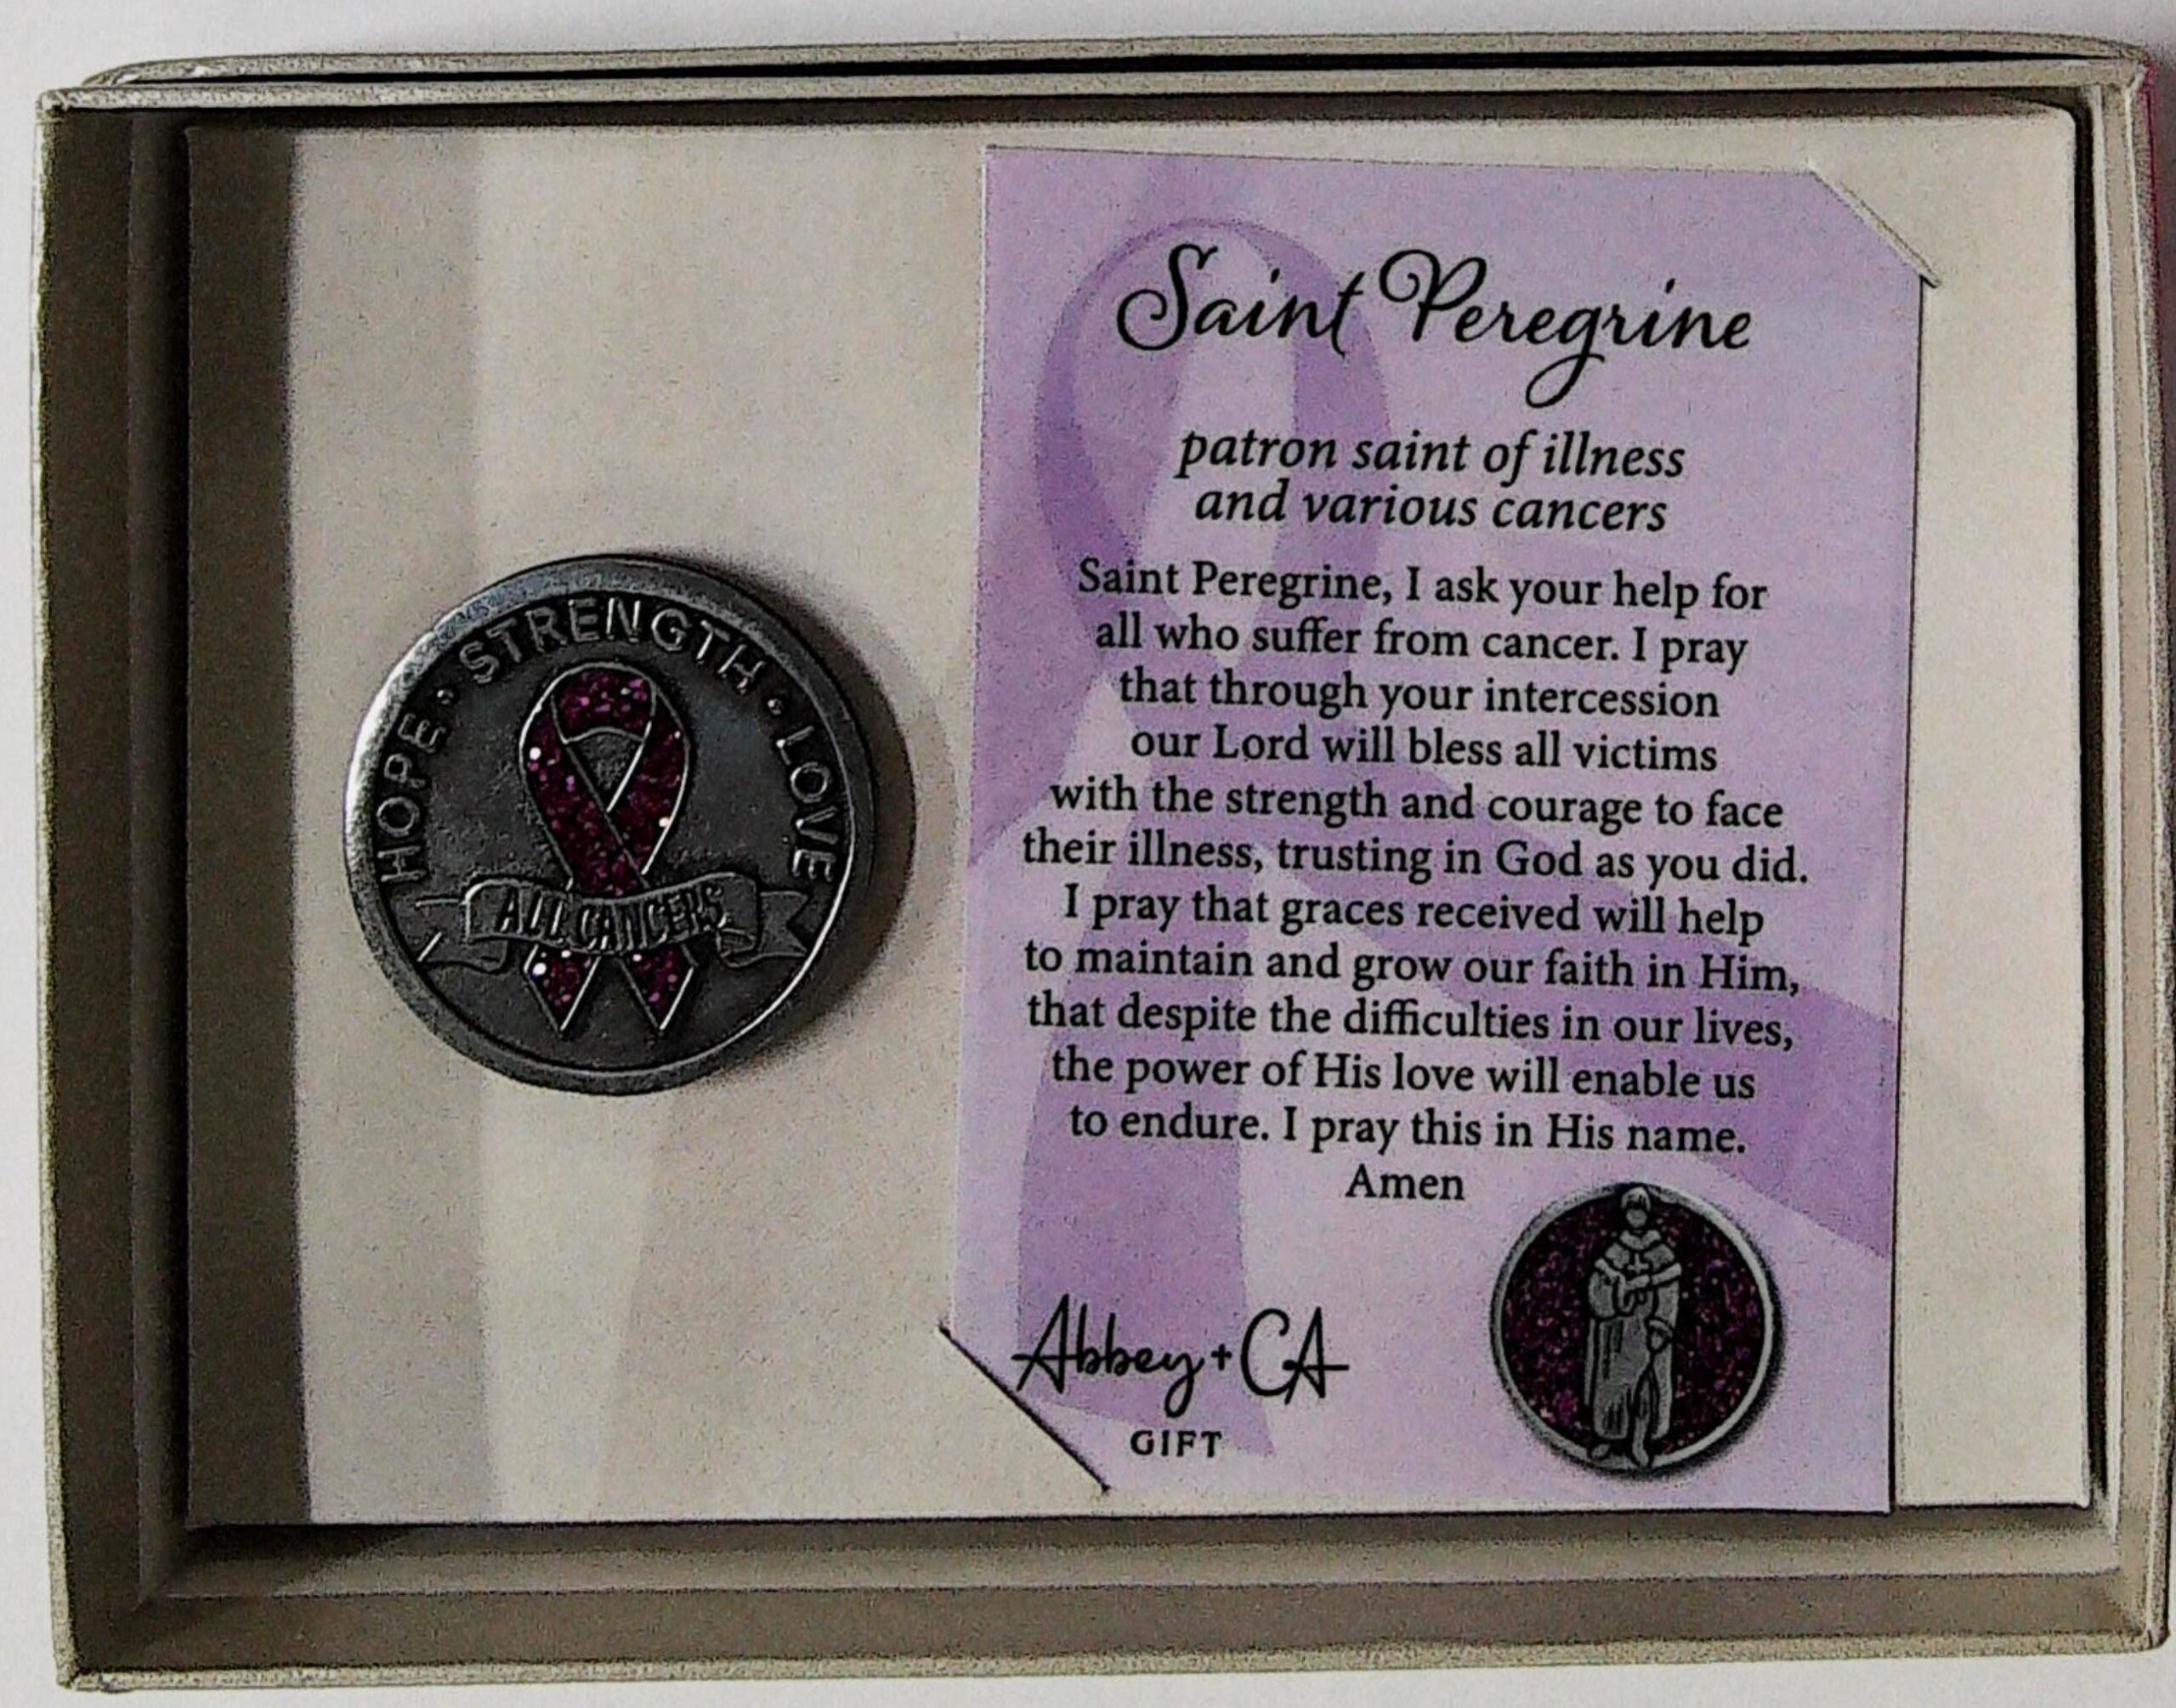 HOPE · STRENGTH · LOVE
ALL CANCERS
Saint Peregrine
patron saint of illness
and various cancers
Saint Peregrine, I ask your help for
all who suffer from cancer. I pray
that through your intercession
our Lord will bless all victims
with the strength and courage to face
their illness, trusting in God as you did.
I pray that graces received will help
to maintain and grow our faith in Him,
that despite the difficulties in our lives,
the power of His love will enable us
to endure. I pray this in His name.
Amen
Abbey + CA
GIFT